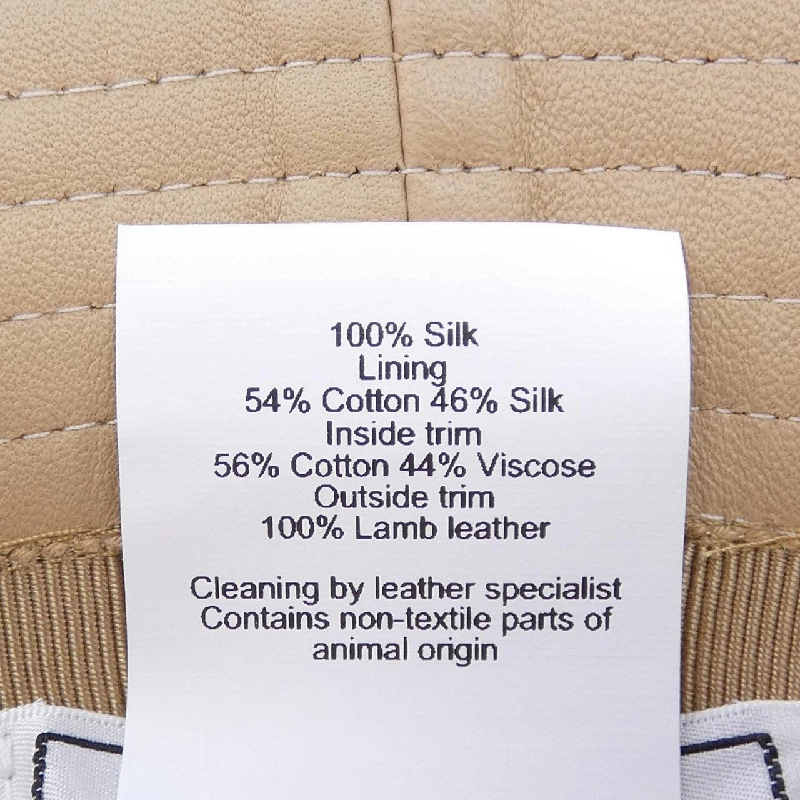 100% Silk
Lining
54% Cotton 46% Silk
Inside trim
56% Cotton 44% Viscose
Outside trim
100% Lamb leather
Cleaning by leather specialist
Contains non-textile parts of
animal origin